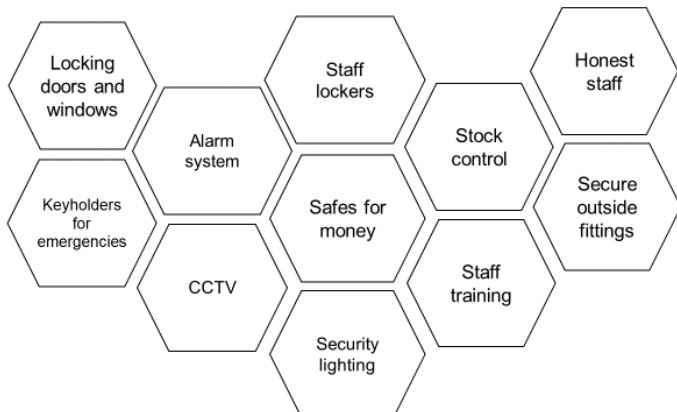 Locking
doors and
windows
Staff
lockers
Honest
staff
Alarm
system
Stock
control
Keyholders
for
emergencies
Safes for
money
Secure
outside
fittings
CCTV
Staff
training
Security
lighting